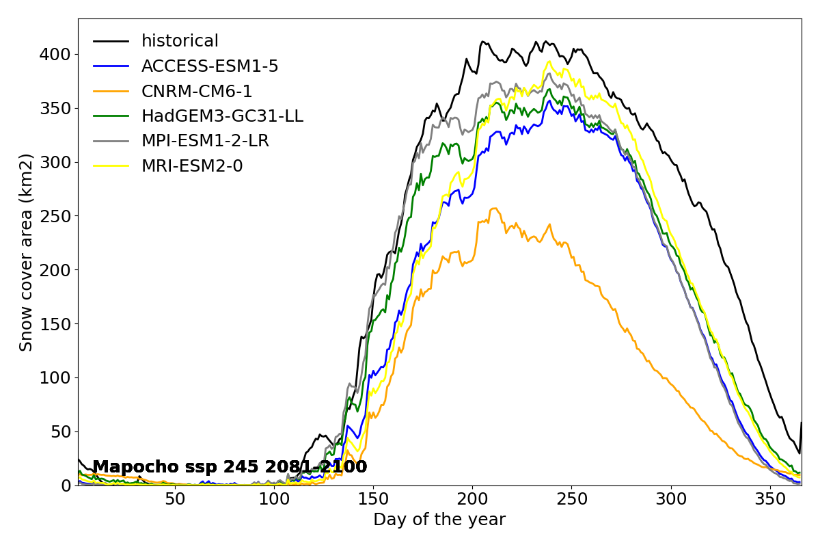 historical
ACCESS-ESM1-5
CNRM-CM6-1
HadGEM3-GC31-LL
MPI-ESM1-2-LR
MRI-ESM2-0
Snow cover area (km2)
400
350
300
250
200
150
100
50
0
Mapocho ssp 245 2081-2100
50 100 150 200 250 300 350
Day of the year